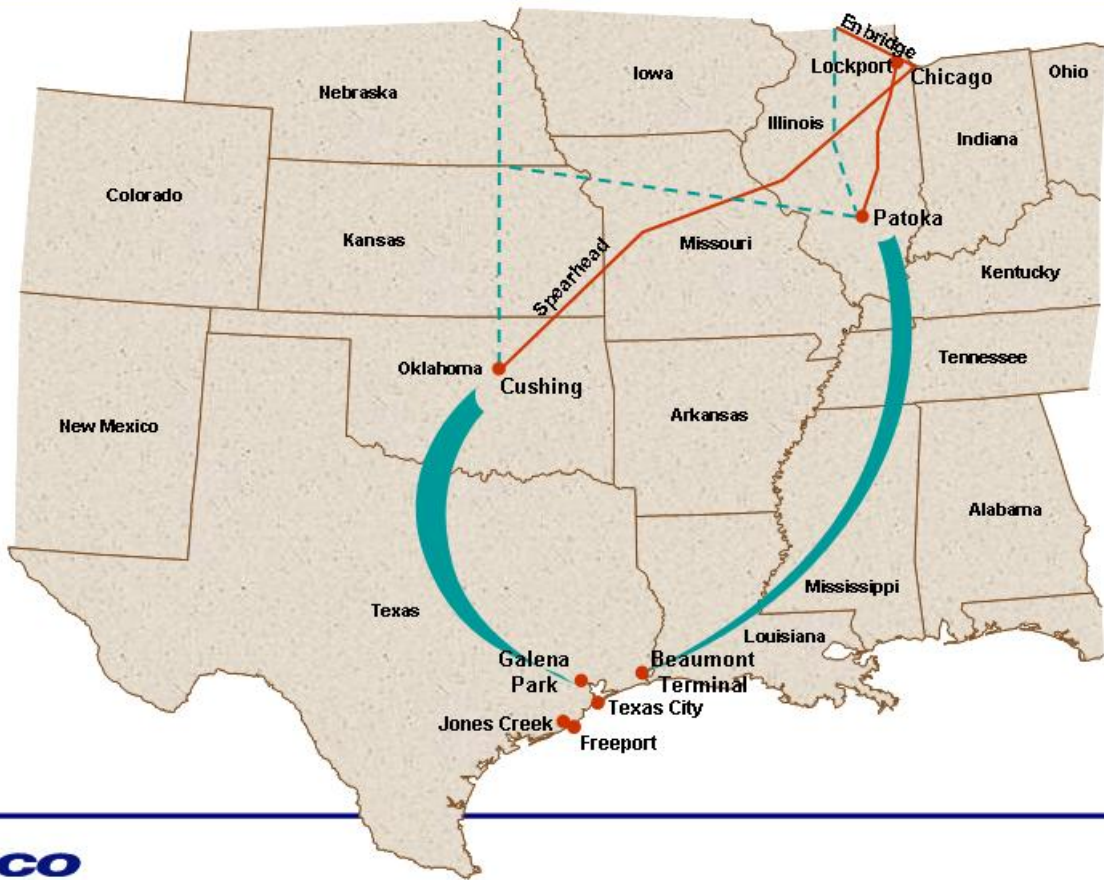 Enbridge
Lockport
Chicago
Ohio
Iowa
Nebraska
Illinois
Indiana
Colorado
Kansas
Missouri
Patoka
Kentucky
Spearhead
Oklahoma
Cushing
Tennessee
Arkansas
New Mexico
Alabama
Mississippi
Texas
Louisiana
Galena
Park
Beaumont
Terminal
Texas City
Jones Creek
Freeport
co